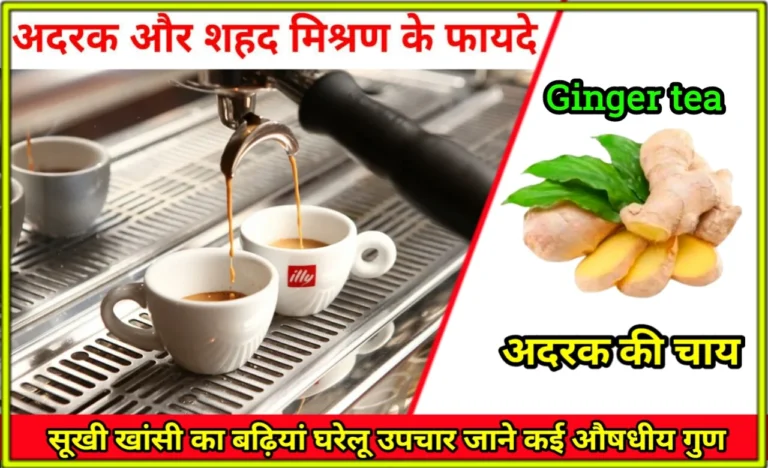 अदरक और शहद मिश्रण के फायदे
Ginger tea
illy
अदरक की चाय
सूखी खांसी का बढ़ियां घरेलू उपचार जाने कई औषधीय गुण